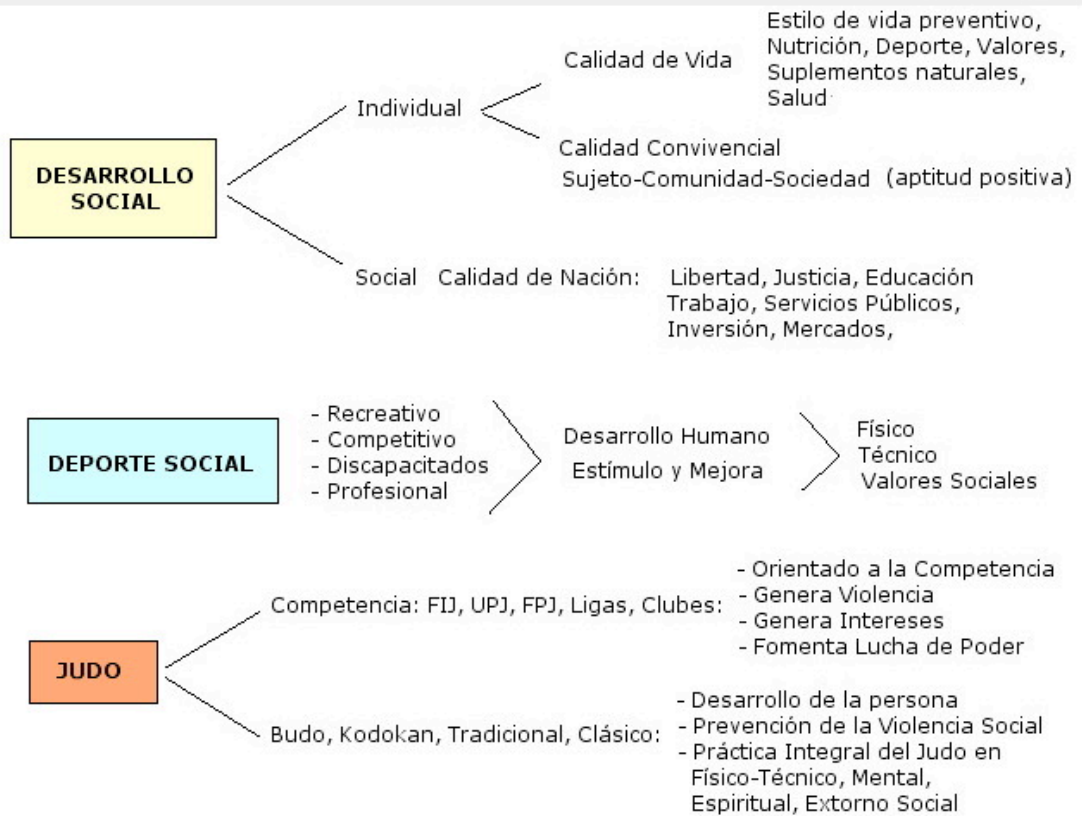 DESARROLLO
SOCIAL
Individual
Calidad de Vida
Estilo de vida preventivo,
Nutrición, Deporte, Valores,
Suplementos naturales,
Salud
Calidad Convivencial
Sujeto-Comunidad-Sociedad (aptitud positiva)
Social Calidad de Nación: Libertad, Justicia, Educación
Trabajo, Servicios Públicos,
Inversión, Mercados,
DEPORTE SOCIAL
- Recreativo
- Competitivo
- Discapacitados
- Profesional
Desarrollo Humano
Estímulo y Mejora
Físico
Técnico
Valores Sociales
JUDO
Competencia: FIJ, UPJ, FPJ, Ligas, Clubes:
- Orientado a la Competencia
- Genera Violencia
- Genera Intereses
- Fomenta Lucha de Poder
Budo, Kodokan, Tradicional, Clásico:
- Desarrollo de la persona
- Prevención de la Violencia Social
- Práctica Integral del Judo en
Físico-Técnico, Mental,
Espiritual, Extorno Social